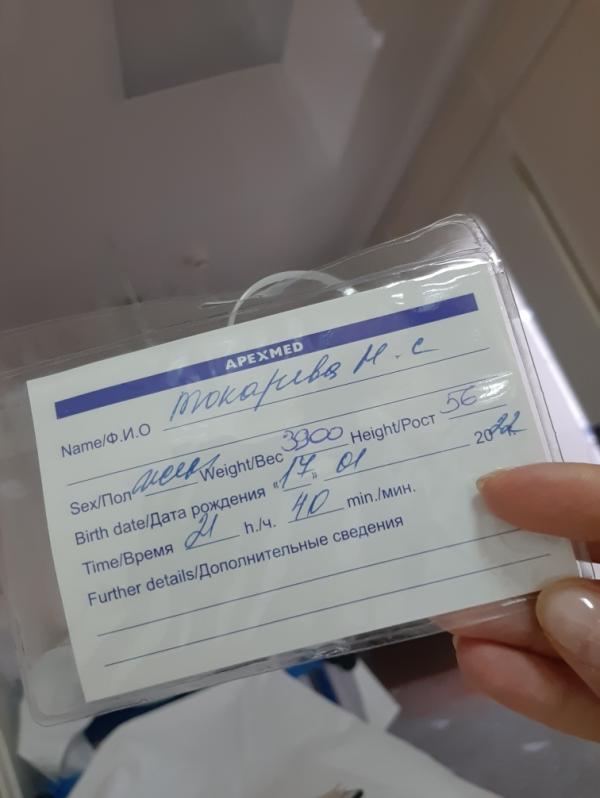 APEXMED
Name/Ф.И.О Токарева М. с
Sex/Пол жен Weight/Вес 3900 Height/Рост 56
Birth date/Дата рождения «17» 01 2022
Time/Время 21 h./ч. 40 min./мин.
Further details/Дополнительные сведения